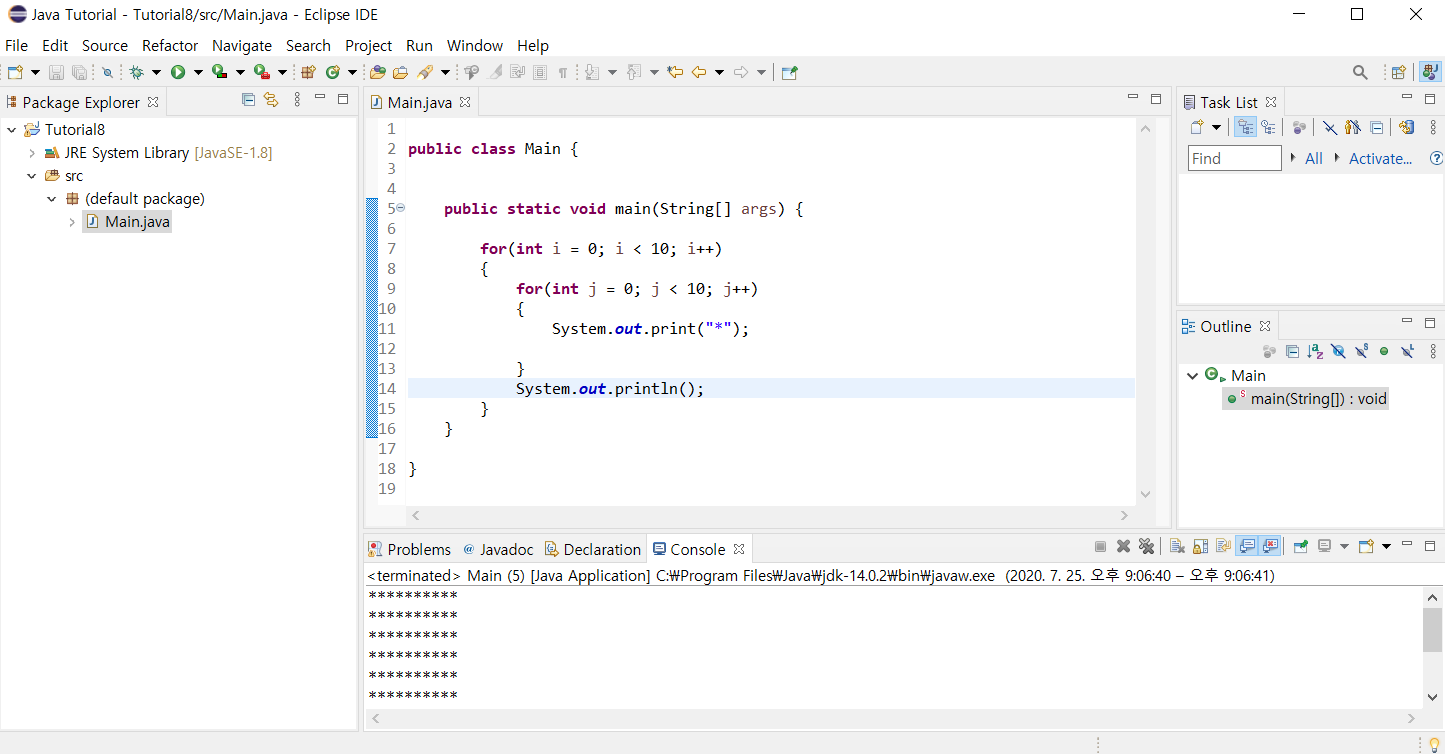 Java Tutorial - Tutorial8/src/Main.java - Eclipse IDE
File Edit Source Refactor Navigate Search Project Run Window Help
Package Explorer
Tutorial8
JRE System Library [JavaSE-1.8]
src
(default package)
Main.java
Main.java
1
2 public class Main {
3
4
5 public static void main(String[] args) {
6
7 for(int i = 0; i < 10; i++)
8 {
9 for(int j = 0; j < 10; j++)
10 {
11 System.out.print("*");
12
13 }
14 System.out.println();
15 }
16 }
17
18 }
19
Task List
Find All Activate...
Outline
Main
main(String[]) : void
Problems @ Javadoc Declaration Console
<terminated> Main (5) [Java Application] C:₩Program Files₩Java₩jdk-14.0.2₩bin₩javaw.exe (2020. 7. 25. 오후 9:06:40 – 오후 9:06:41)
**********
**********
**********
**********
**********
**********